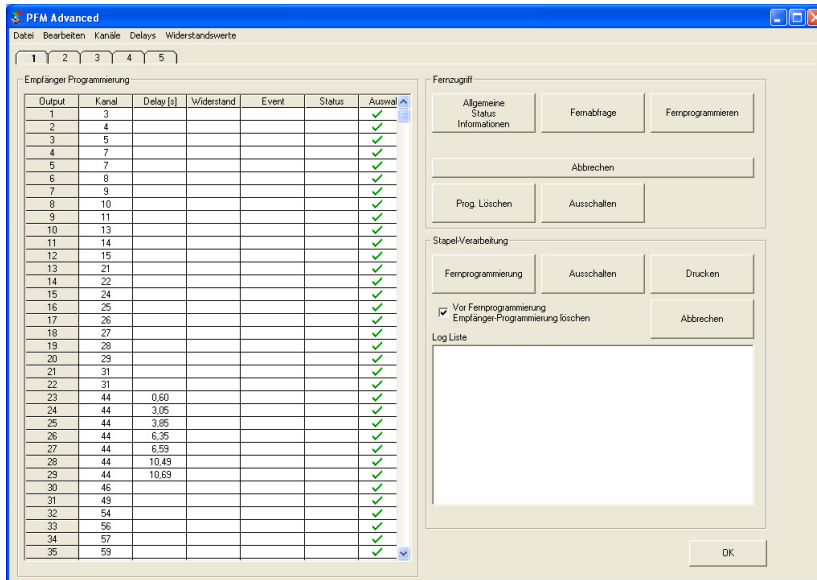 PFM Advanced
Datei Bearbeiten Kanäle Delays Widerstandswerte
1 2 3 4 5
Empfänger Programmierung
Output Kanal Delay [s] Widerstand Event Status Auswal
1 3
2 4
3 5
4 7
5 7
6 8
7 9
8 10
9 11
10 13
11 14
12 15
13 21
14 22
15 24
16 25
17 26
18 27
19 28
20 29
21 31
22 31
23 44 0,60
24 44 3,05
25 44 3,85
26 44 6,35
27 44 6,59
28 44 10,49
29 44 10,69
30 46
31 49
32 54
33 56
34 57
35 59
Fernzugriff
Allgemeine
Status
Informationen
Fernabfrage
Fernprogrammieren
Abbrechen
Prog. Löschen
Ausschalten
Stapel-Verarbeitung
Fernprogrammierung
Ausschalten
Drucken
Vor Fernprogrammierung
Empfänger-Programmierung löschen
Abbrechen
Log Liste
OK